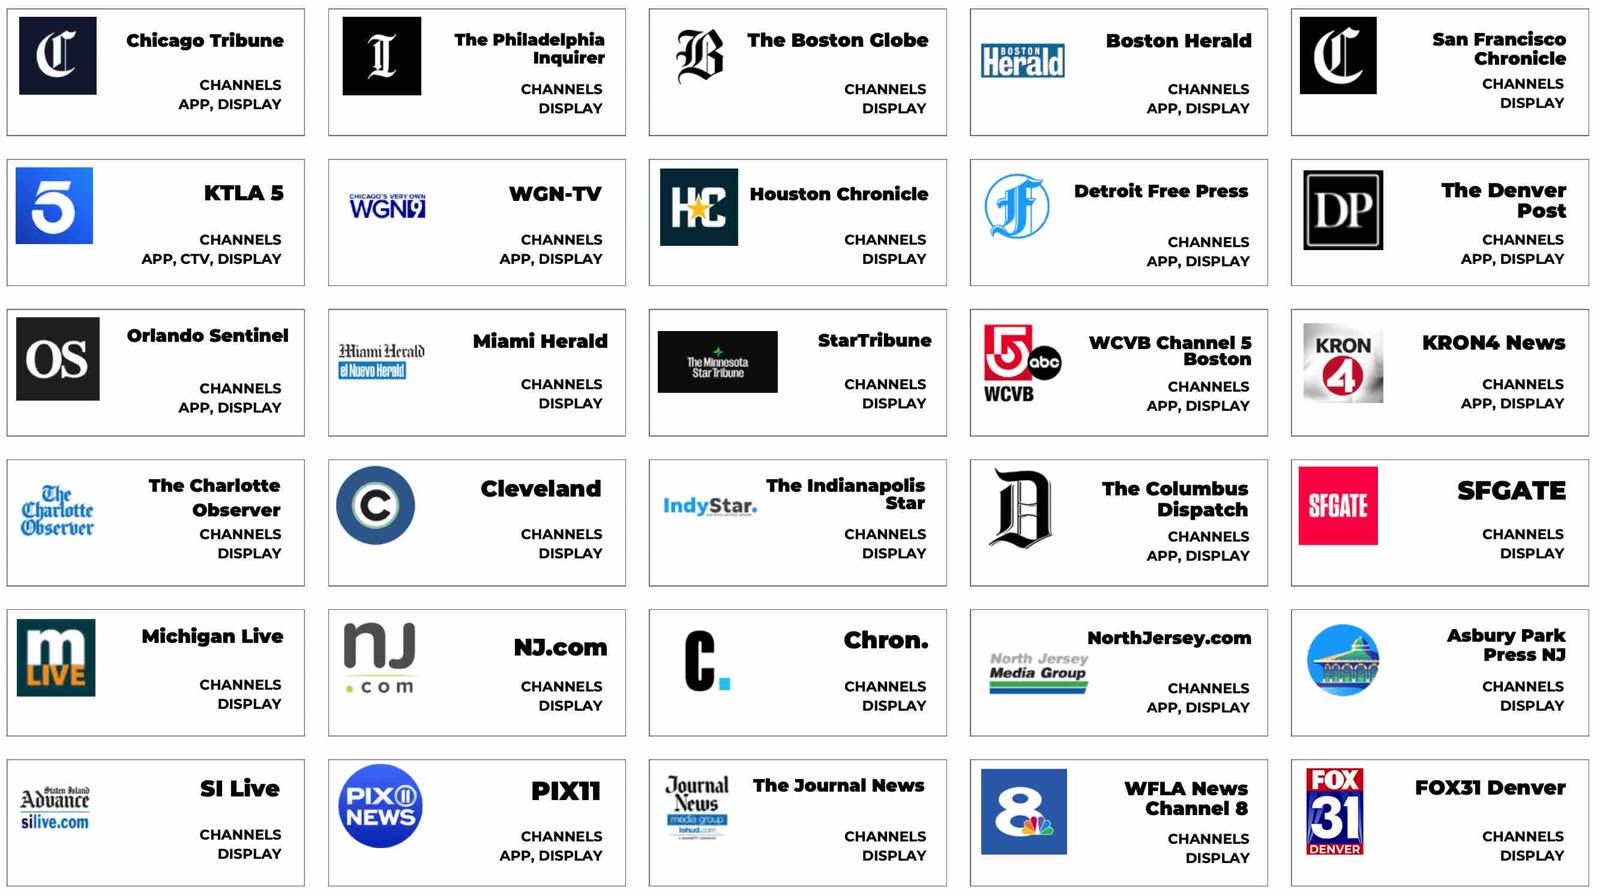 C
Chicago Tribune
CHANNELS
APP, DISPLAY
I
The Philadelphia
Inquirer
CHANNELS
DISPLAY
B
The Boston Globe
CHANNELS
DISPLAY
BOSTON
Herald
Boston Herald
CHANNELS
APP, DISPLAY
C
San Francisco
Chronicle
CHANNELS
DISPLAY
5
KTLA 5
CHANNELS
APP, CTV, DISPLAY
CHICAGO'S VERY OWN
WGN9
WGN-TV
CHANNELS
APP, DISPLAY
HC
Houston Chronicle
CHANNELS
DISPLAY
F
Detroit Free Press
CHANNELS
APP, DISPLAY
DP
The Denver
Post
CHANNELS
APP, DISPLAY
OS
Orlando Sentinel
CHANNELS
APP, DISPLAY
Miami Herald
el Nuevo Herald
Miami Herald
CHANNELS
DISPLAY
The Minnesota
Star Tribune
StarTribune
CHANNELS
DISPLAY
5
abc
WCVB
WCVB Channel 5
Boston
CHANNELS
APP, DISPLAY
KRON
4
KRON4 News
CHANNELS
APP, DISPLAY
The
Charlotte
Observer
The Charlotte
Observer
CHANNELS
DISPLAY
C
Cleveland
CHANNELS
DISPLAY
IndyStar.
The Indianapolis
Star
CHANNELS
DISPLAY
D
The Columbus
Dispatch
CHANNELS
APP, DISPLAY
SFGATE
SFGATE
CHANNELS
DISPLAY
m
LIVE
Michigan Live
CHANNELS
DISPLAY
nj
.com
NJ.com
CHANNELS
DISPLAY
C.
Chron.
CHANNELS
DISPLAY
North Jersey
Media Group
NorthJersey.com
CHANNELS
APP, DISPLAY
Asbury Park
Press NJ
CHANNELS
DISPLAY
Staten Island
Advance
silive.com
SI Live
CHANNELS
DISPLAY
PIX11
NEWS
PIX11
CHANNELS
APP, DISPLAY
Journal
News
media group
lohud.com
The Journal News
CHANNELS
DISPLAY
8
WFLA News
Channel 8
CHANNELS
DISPLAY
FOX
31
DENVER
FOX31 Denver
CHANNELS
DISPLAY